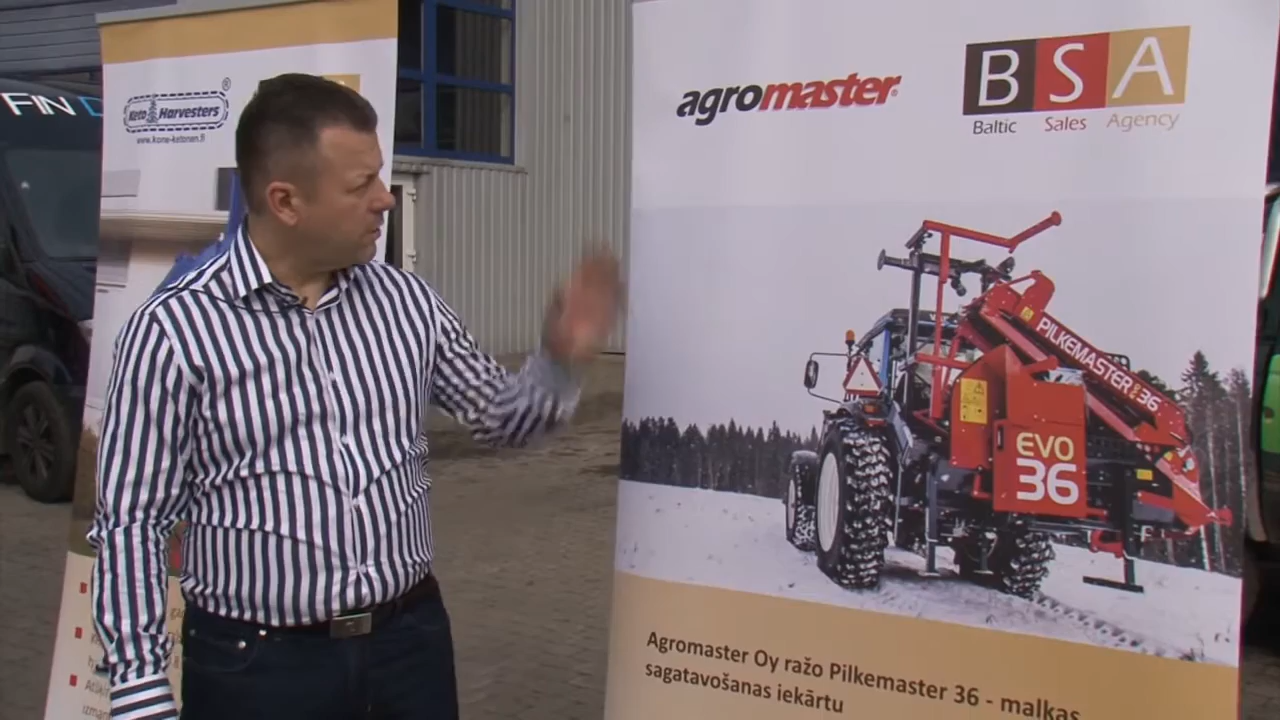 FIN D
Keto Harvesters ®
www.kone-ketonen.fi
agromaster®
BSA
Baltic Sales Agency
PILKEMASTER EVO 36
EVO
36
Agromaster Oy ražo Pilkemaster 36 - malkas
sagatavošanas iekārtu